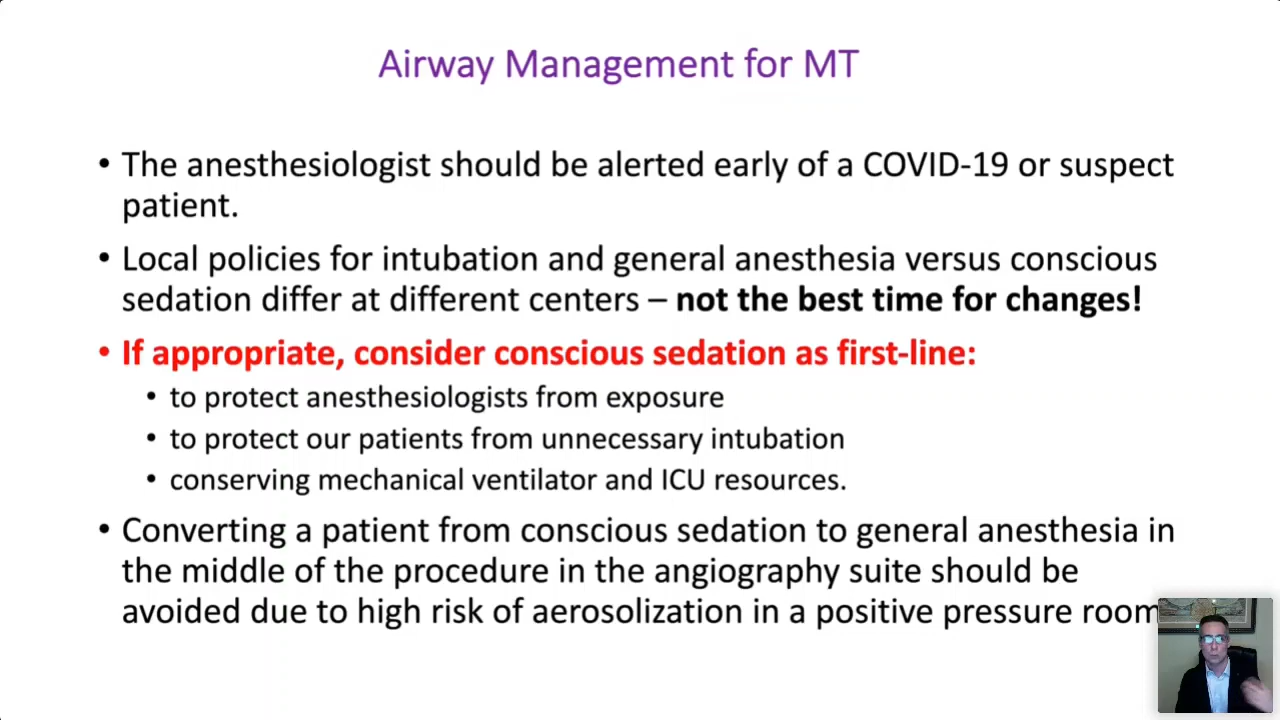 Airway Management for MT
• The anesthesiologist should be alerted early of a COVID-19 or suspect
patient.
• Local policies for intubation and general anesthesia versus conscious
sedation differ at different centers – not the best time for changes!
• If appropriate, consider conscious sedation as first-line:
• to protect anesthesiologists from exposure
• to protect our patients from unnecessary intubation
• conserving mechanical ventilator and ICU resources.
• Converting a patient from conscious sedation to general anesthesia in
the middle of the procedure in the angiography suite should be
avoided due to high risk of aerosolization in a positive pressure room